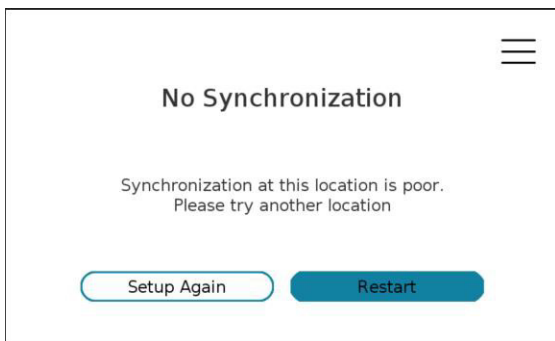 No Synchronization
Synchronization at this location is poor.
Please try another location
Setup Again
Restart